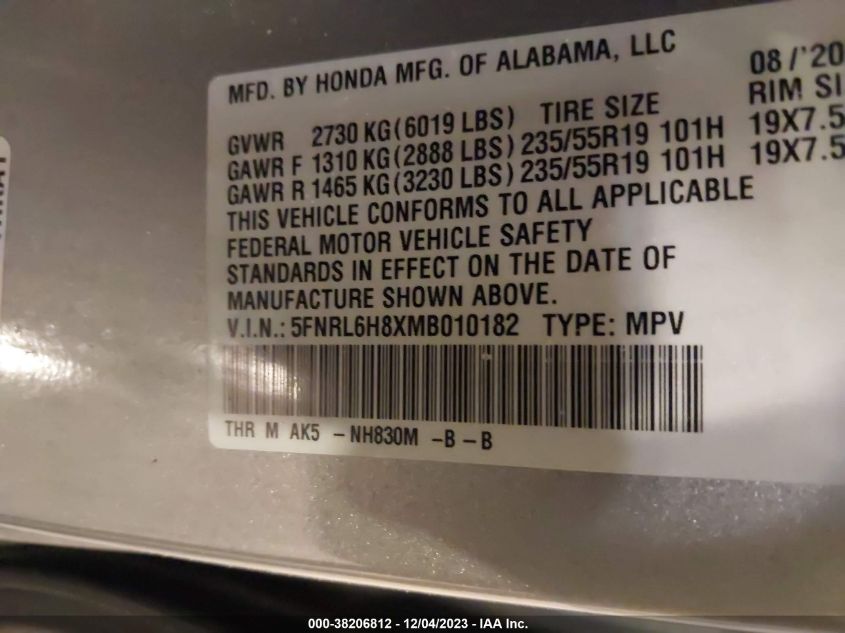 MFD. BY HONDA MFG. OF ALABAMA, LLC 08/'20
GVWR 2730 KG (6019 LBS) TIRE SIZE RIM SI
GAWR F 1310 KG (2888 LBS) 235/55R19 101H 19X7.5
GAWR R 1465 KG (3230 LBS) 235/55R19 101H 19X7.5
THIS VEHICLE CONFORMS TO ALL APPLICABLE
FEDERAL MOTOR VEHICLE SAFETY
STANDARDS IN EFFECT ON THE DATE OF
MANUFACTURE SHOWN ABOVE.
V.I.N.: 5FNRL6H8XMB010182 TYPE: MPV
THR M AK5 - NH830M - B - B
000-38206812 - 12/04/2023 - IAA Inc.